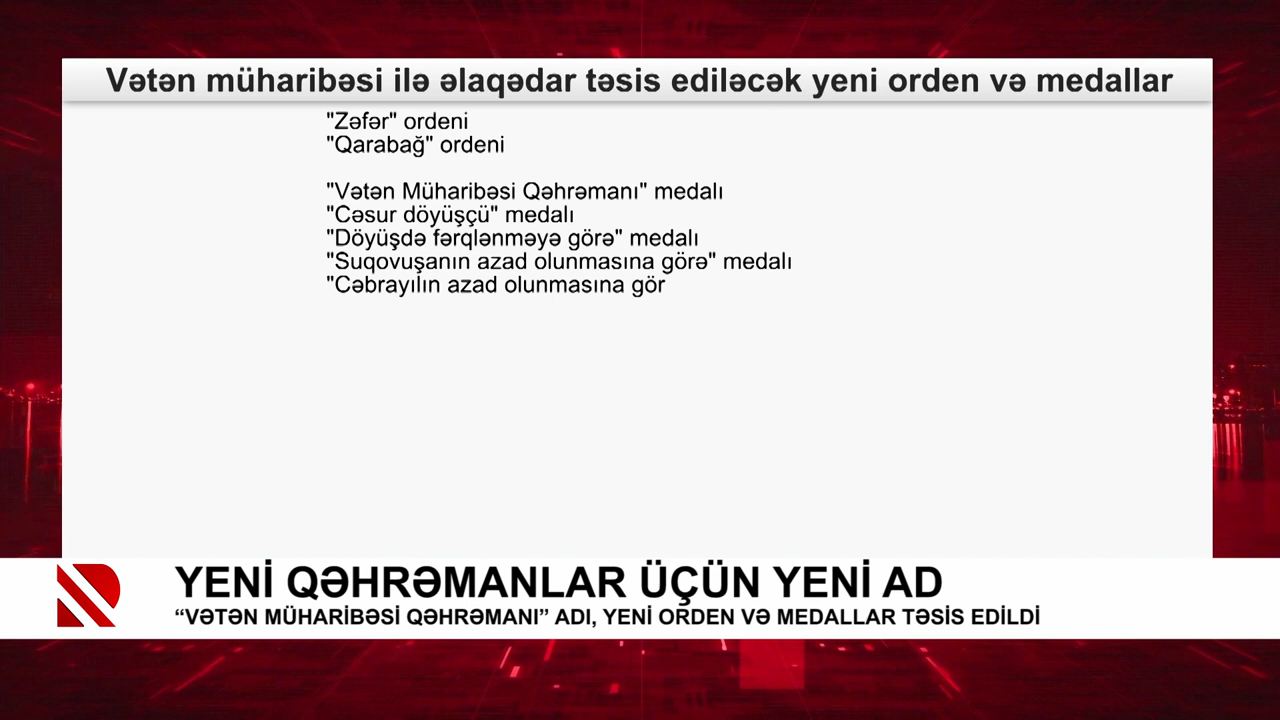 Vətən müharibəsi ilə əlaqədar təsis ediləcək yeni orden və medallar
"Zəfər" ordeni
"Qarabağ" ordeni
"Vətən Müharibəsi Qəhrəmanı" medalı
"Cəsur döyüşçü" medalı
"Döyüşdə fərqlənməyə görə" medalı
"Suqovuşanın azad olunmasına görə" medalı
"Cəbrayılın azad olunmasına gör
YENİ QƏHRƏMANLAR ÜÇÜN YENİ AD
“VƏTƏN MÜHARİBƏSİ QƏHRƏMANI” ADI, YENİ ORDEN VƏ MEDALLAR TƏSİS EDİLDİ